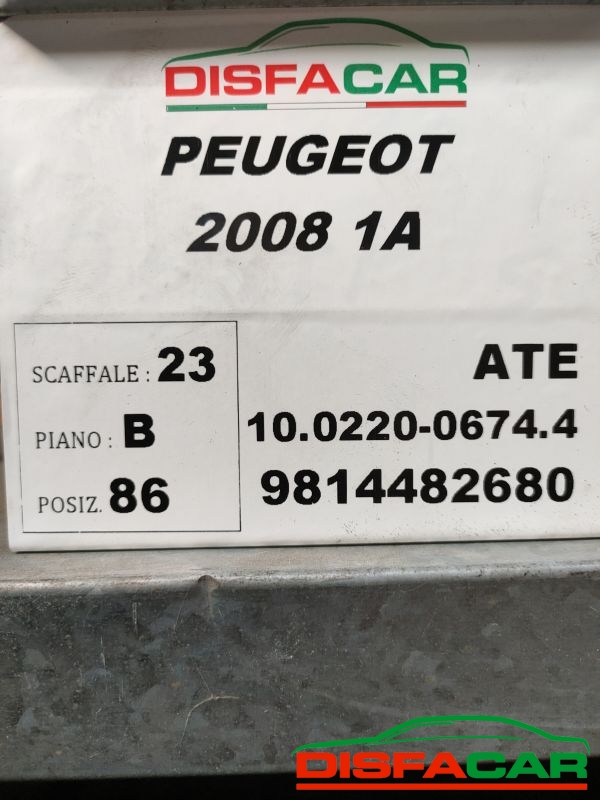 DISFACAR
PEUGEOT
2008 1A
SCAFFALE : 23
PIANO : B
POSIZ. 86
ATE
10.0220-0674.4
9814482680
DISFACAR